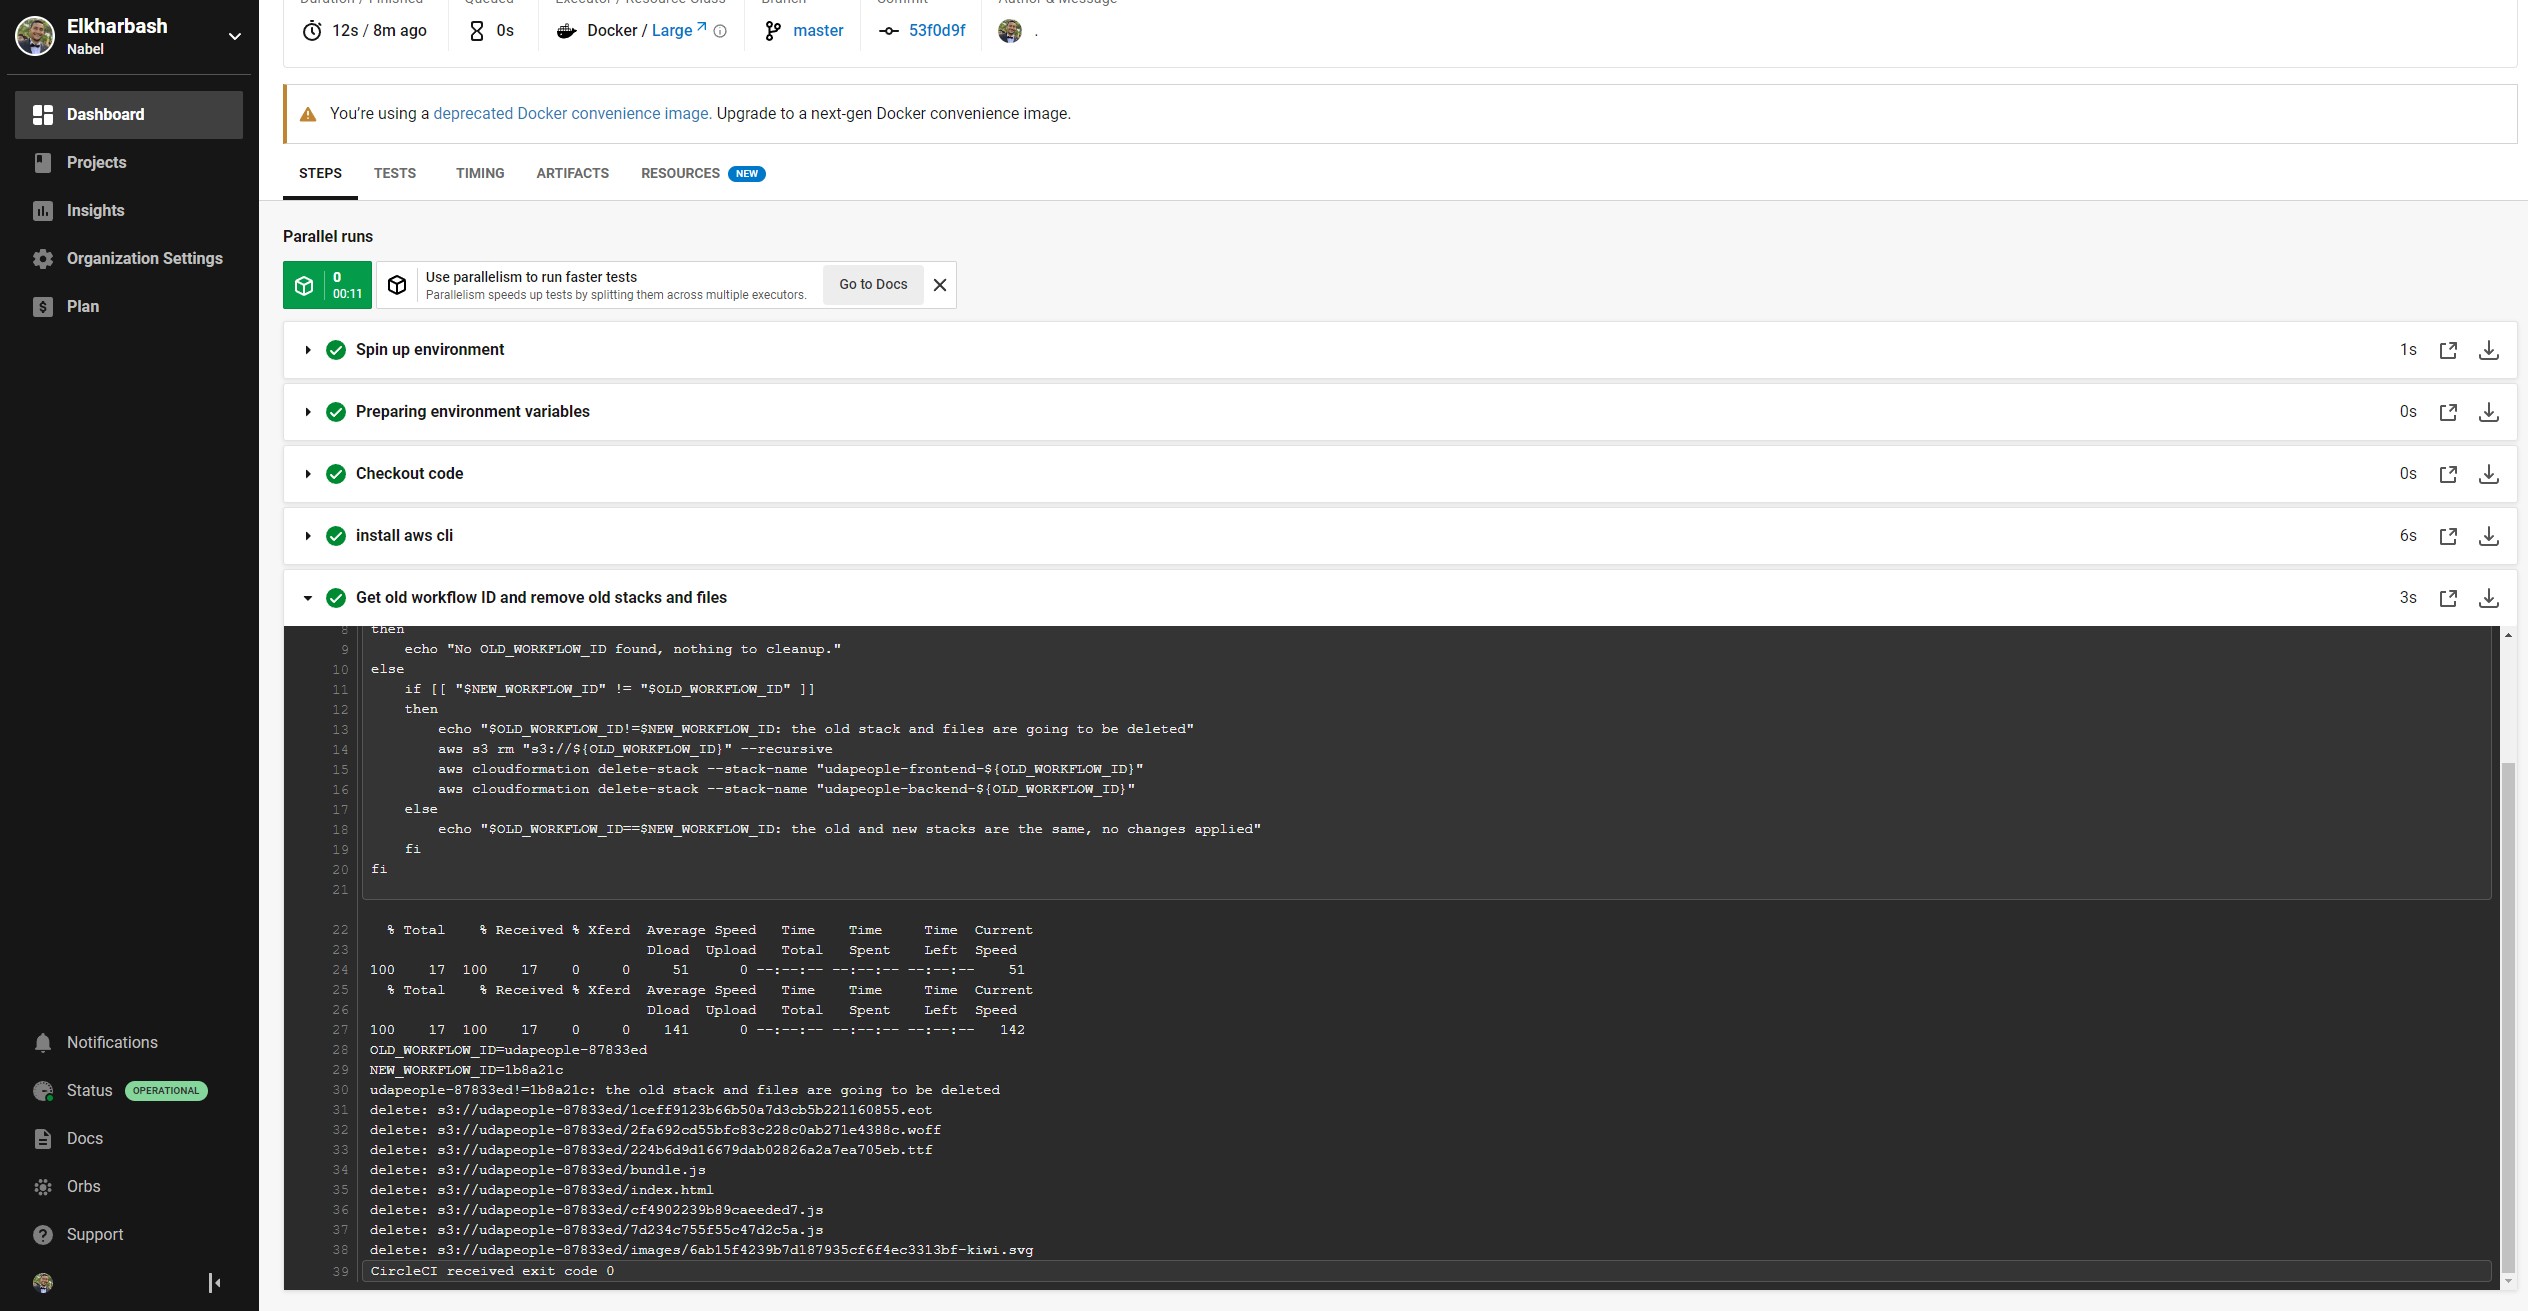 Elkharbash
Nabel
Dashboard
Projects
Insights
Organization Settings
Plan
Notifications
Status OPERATIONAL
Docs
Orbs
Support
Duration / Finished
Queued
Executor / Resource Class
Branch
Commit
Author & Message
12s / 8m ago
0s
Docker / Large
master
53f0d9f
.
You're using a deprecated Docker convenience image. Upgrade to a next-gen Docker convenience image.
STEPS
TESTS
TIMING
ARTIFACTS
RESOURCES NEW
Parallel runs
0
00:11
Use parallelism to run faster tests
Parallelism speeds up tests by splitting them across multiple executors.
Go to Docs
Spin up environment 1s
Preparing environment variables 0s
Checkout code 0s
install aws cli 6s
Get old workflow ID and remove old stacks and files 3s
8 then
9     echo "No OLD_WORKFLOW_ID found, nothing to cleanup."
10 else
11     if [[ "$NEW_WORKFLOW_ID" != "$OLD_WORKFLOW_ID" ]]
12     then
13         echo "$OLD_WORKFLOW_ID!=$NEW_WORKFLOW_ID: the old stack and files are going to be deleted"
14         aws s3 rm "s3://${OLD_WORKFLOW_ID}" --recursive
15         aws cloudformation delete-stack --stack-name "udapeople-frontend-${OLD_WORKFLOW_ID}"
16         aws cloudformation delete-stack --stack-name "udapeople-backend-${OLD_WORKFLOW_ID}"
17     else
18         echo "$OLD_WORKFLOW_ID==$NEW_WORKFLOW_ID: the old and new stacks are the same, no changes applied"
19     fi
20 fi
21
22   % Total    % Received % Xferd  Average Speed   Time    Time     Time  Current
23                                  Dload  Upload   Total   Spent    Left  Speed
24 100    17  100    17    0     0     51      0 --:--:-- --:--:-- --:--:--    51
25   % Total    % Received % Xferd  Average Speed   Time    Time     Time  Current
26                                  Dload  Upload   Total   Spent    Left  Speed
27 100    17  100    17    0     0    141      0 --:--:-- --:--:-- --:--:--   142
28 OLD_WORKFLOW_ID=udapeople-87833ed
29 NEW_WORKFLOW_ID=1b8a21c
30 udapeople-87833ed!=1b8a21c: the old stack and files are going to be deleted
31 delete: s3://udapeople-87833ed/1ceff9123b66b50a7d3cb5b221160855.eot
32 delete: s3://udapeople-87833ed/2fa692cd55bfc83c228c0ab271e4388c.woff
33 delete: s3://udapeople-87833ed/224b6d9d16679dab02826a2a7ea705eb.ttf
34 delete: s3://udapeople-87833ed/bundle.js
35 delete: s3://udapeople-87833ed/index.html
36 delete: s3://udapeople-87833ed/cf4902239b89caeeded7.js
37 delete: s3://udapeople-87833ed/7d234c755f55c47d2c5a.js
38 delete: s3://udapeople-87833ed/images/6ab15f4239b7d187935cf6f4ec3313bf-kiwi.svg
39 CircleCI received exit code 0